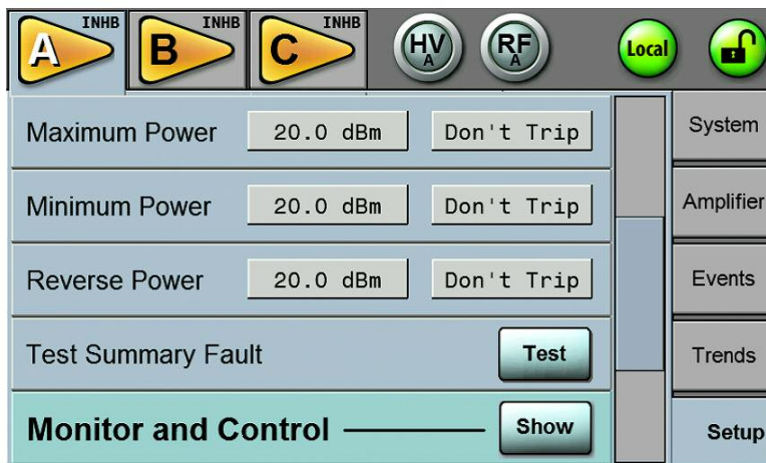 INHB INHB INHB
A B C HV A RF A Local
Maximum Power 20.0 dBm Don't Trip System
Minimum Power 20.0 dBm Don't Trip Amplifier
Reverse Power 20.0 dBm Don't Trip Events
Test Summary Fault Test Trends
Monitor and Control Show Setup